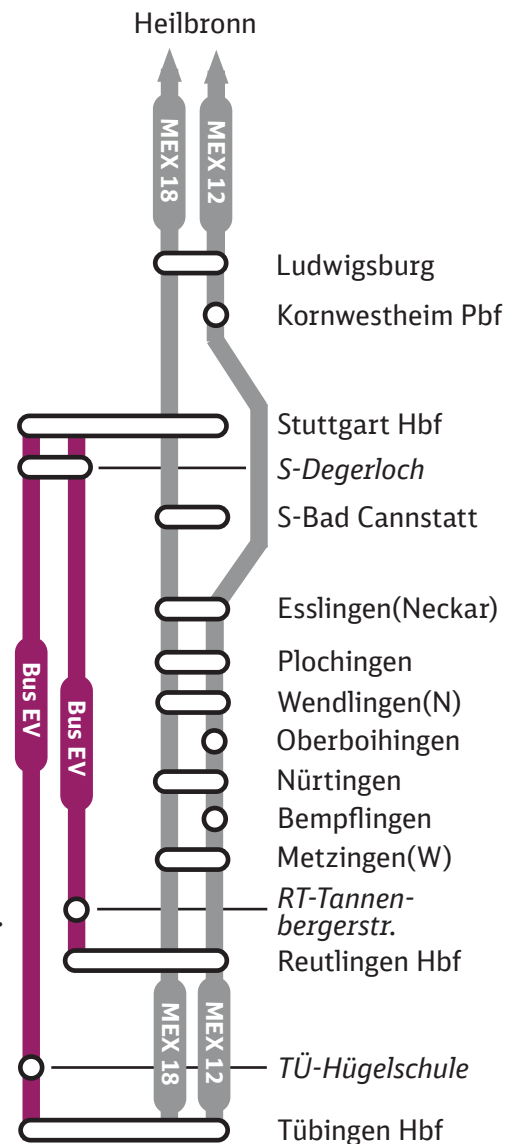 Heilbronn
MEX 18
MEX 12
Ludwigsburg
Kornwestheim Pbf
Stuttgart Hbf
S-Degerloch
S-Bad Cannstatt
Esslingen(Neckar)
Plochingen
Bus EV
Bus EV
Wendlingen(N)
Oberboihingen
Nürtingen
Bempflingen
Metzingen(W)
RT-Tannen-
bergerstr.
Reutlingen Hbf
MEX 18
MEX 12
TÜ-Hügelschule
Tübingen Hbf